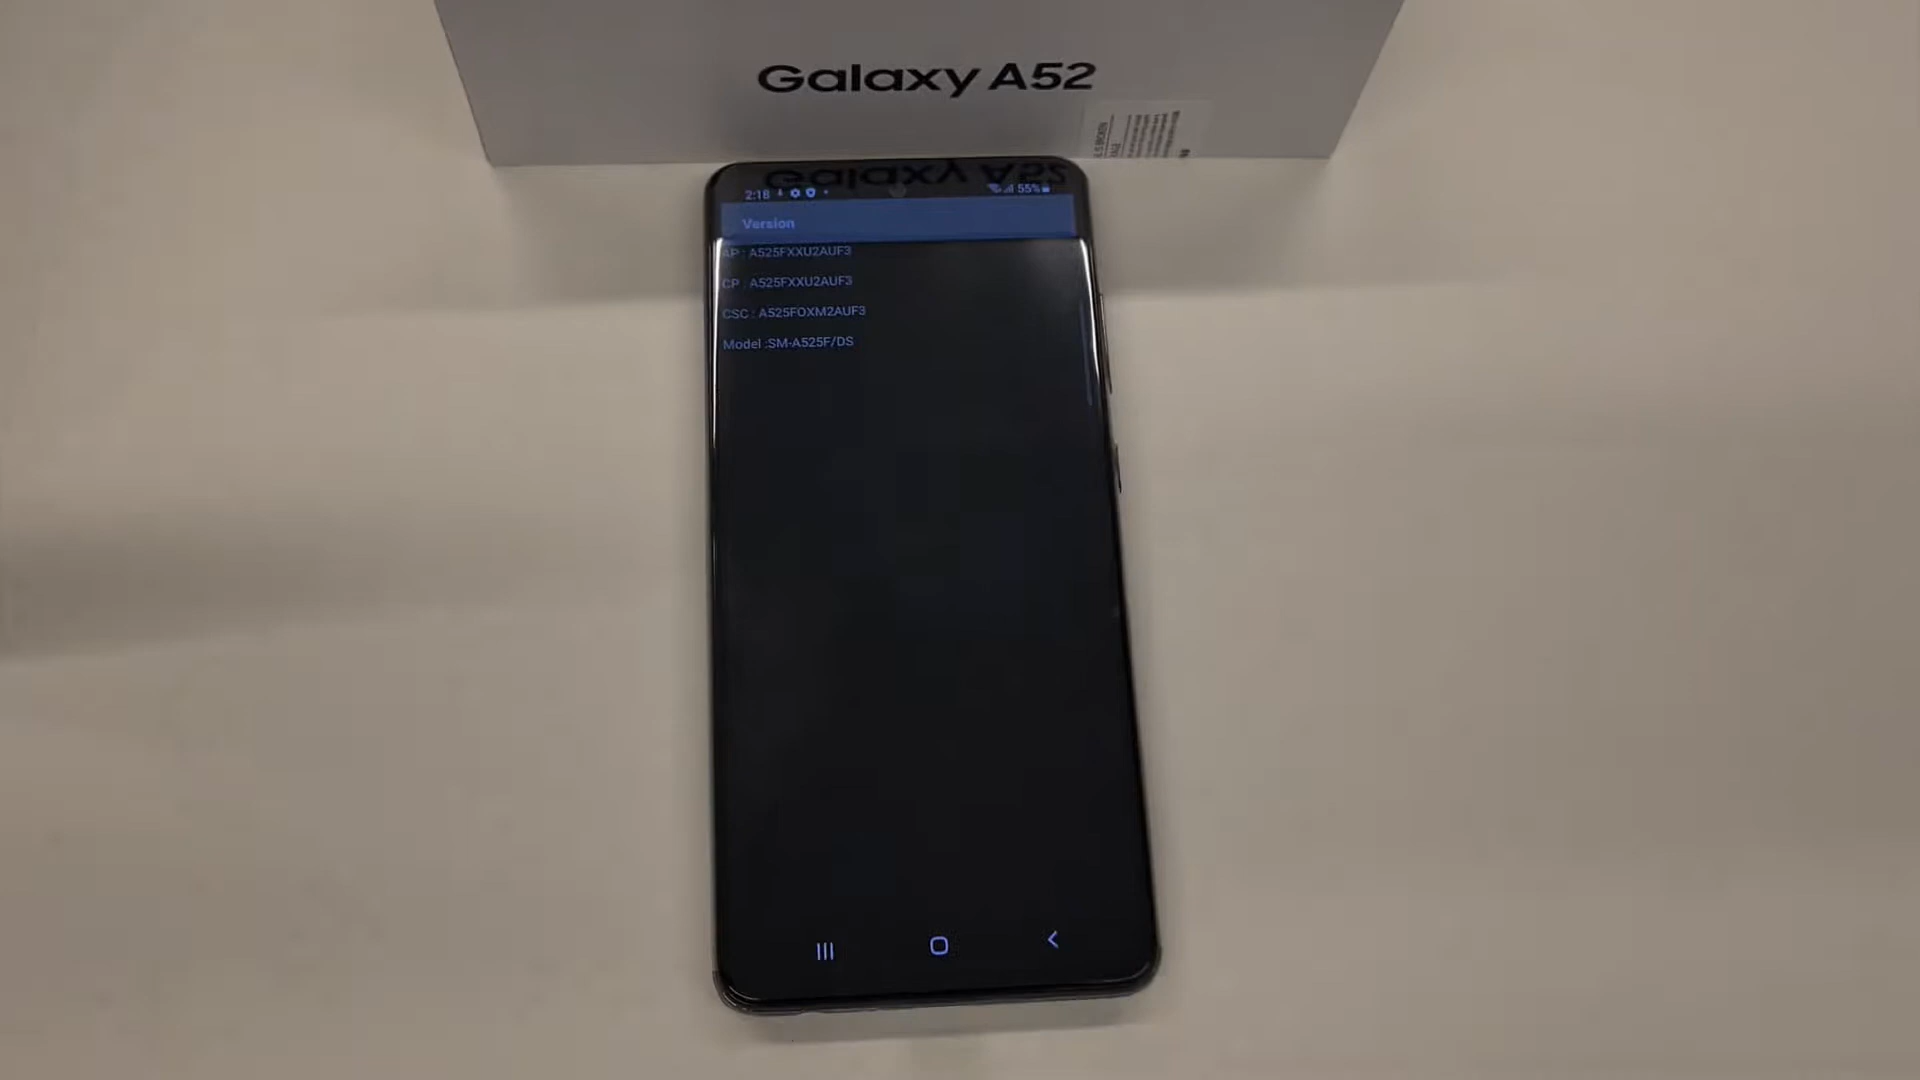 Galaxy A52
2:18
55%
Version
AP : A525FXXU2AUF3
CP : A525FXXU2AUF3
CSC : A525FOXM2AUF3
Model :SM-A525F/DS